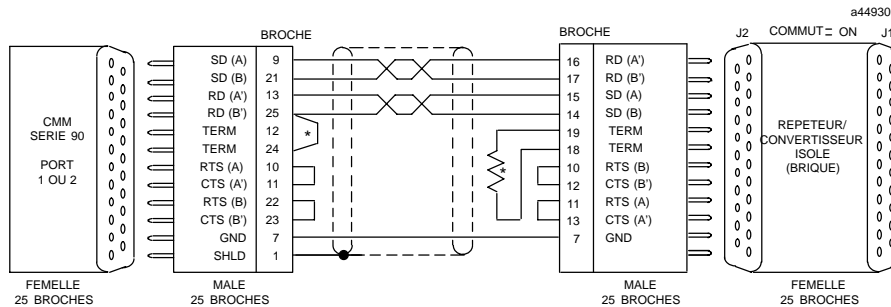 a44930
BROCHE
BROCHE
J2
COMMUT = ON
J1
CMM
SERIE 90
PORT
1 OU 2
SD (A) 9
SD (B) 21
RD (A') 13
RD (B') 25
TERM 12
TERM 24
RTS (A) 10
CTS (A') 11
RTS (B) 22
CTS (B') 23
GND 7
SHLD 1
*
*
16 RD (A')
17 RD (B')
15 SD (A)
14 SD (B)
19 TERM
18 TERM
10 RTS (B)
12 CTS (B')
11 RTS (A)
13 CTS (A')
7 GND
REPETEUR/
CONVERTISSEUR
ISOLE
(BRIQUE)
FEMELLE
25 BROCHES
MALE
25 BROCHES
MALE
25 BROCHES
FEMELLE
25 BROCHES